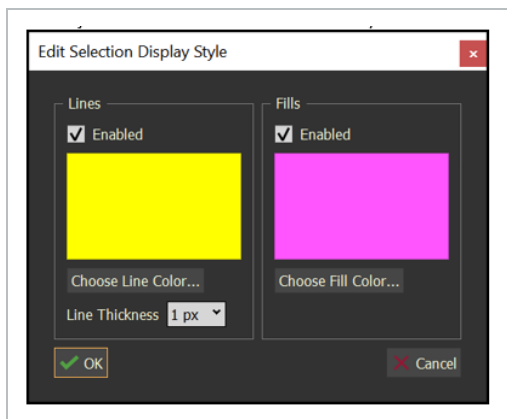 Edit Selection Display Style
Lines
Enabled
Choose Line Color...
Line Thickness 1 px
Fills
Enabled
Choose Fill Color...
OK
Cancel